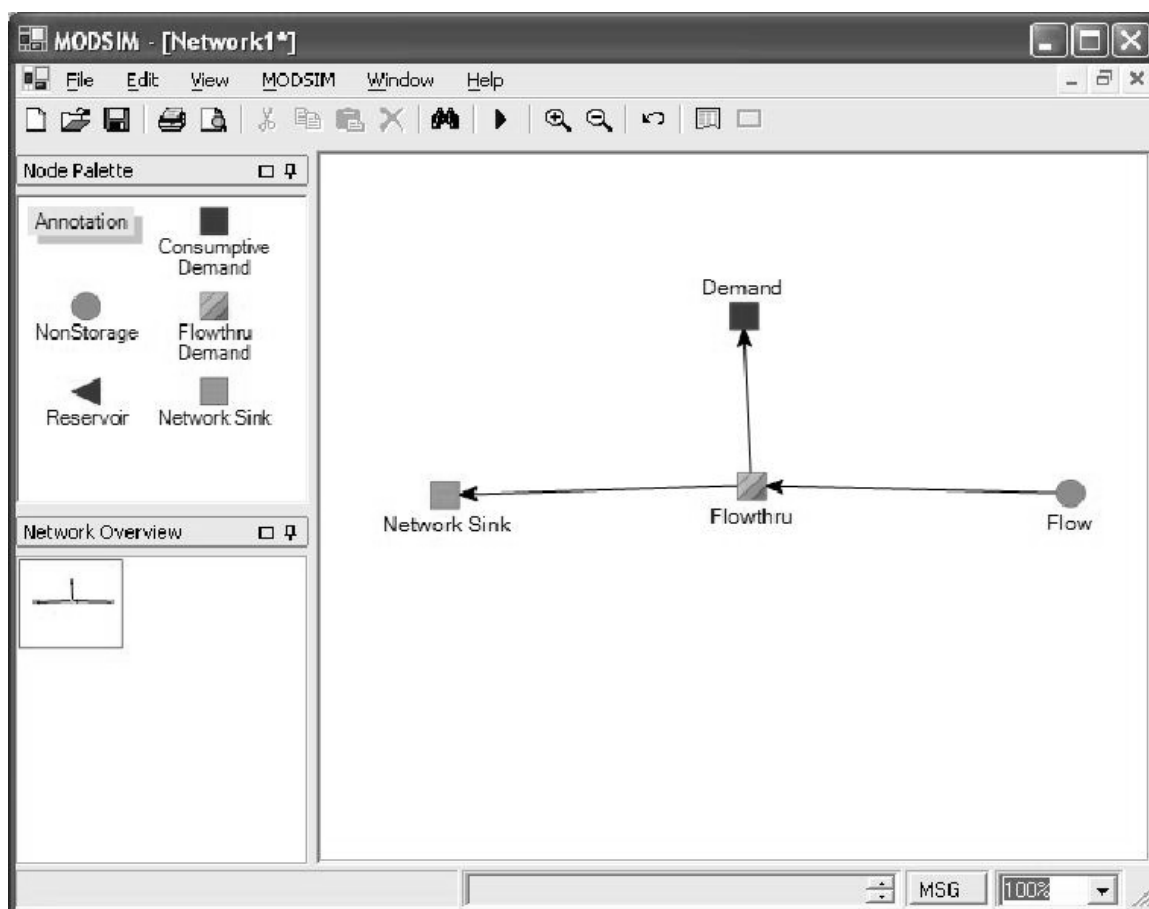 MODSIM - [Network1*]
File Edit View MODSIM Window Help
Node Palette
Annotation
Consumptive
Demand
NonStorage
Flowthru
Demand
Reservoir
Network Sink
Network Overview
Demand
Network Sink
Flowthru
Flow
MSG
100%